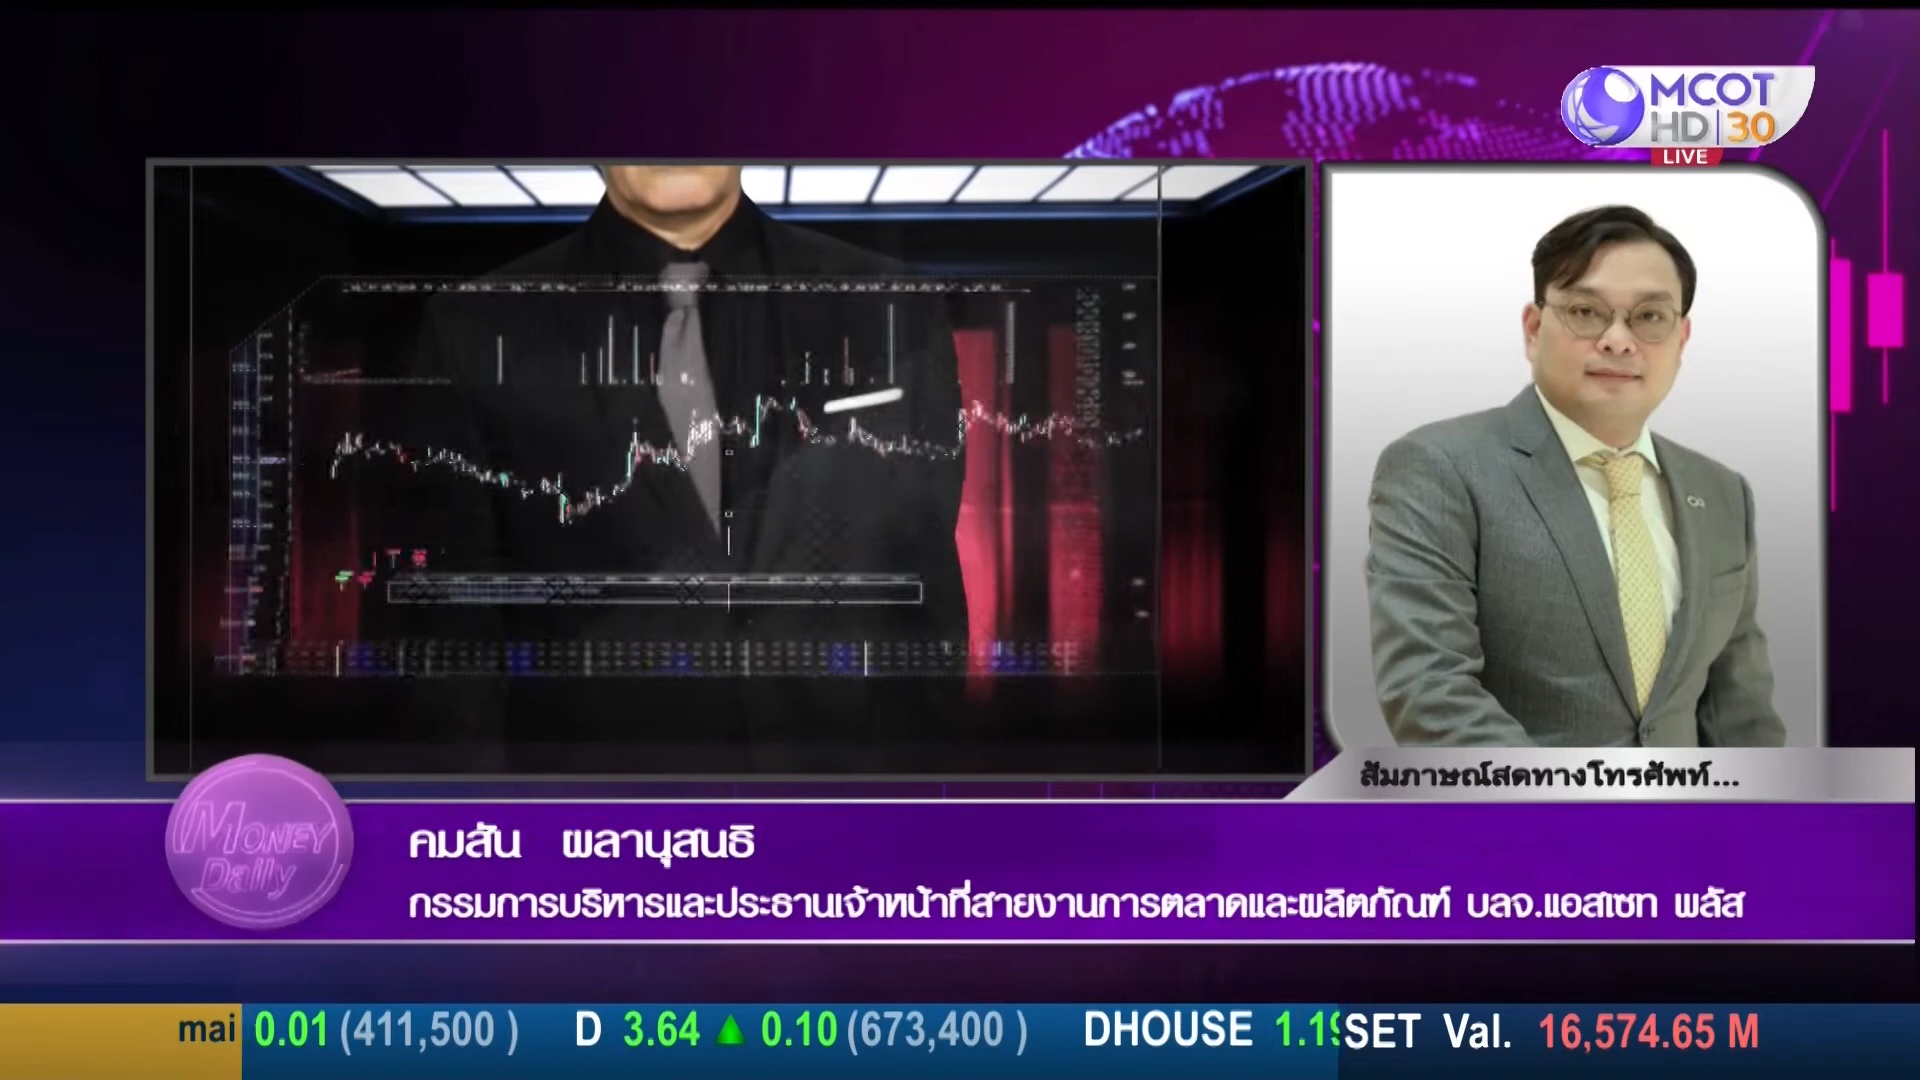 MCOT
HD 30
LIVE
สัมภาษณ์สดทางโทรศัพท์...
MONEY
Daily
คมสัน ผลานุสนธิ
กรรมการบริหารและประธานเจ้าหน้าที่สายงานการตลาดและผลิตภัณฑ์ บลจ.แอสเซท พลัส
mai 0.01 (411,500 ) D 3.64 ▲ 0.10 (673,400 ) DHOUSE 1.19 SET Val. 16,574.65 M